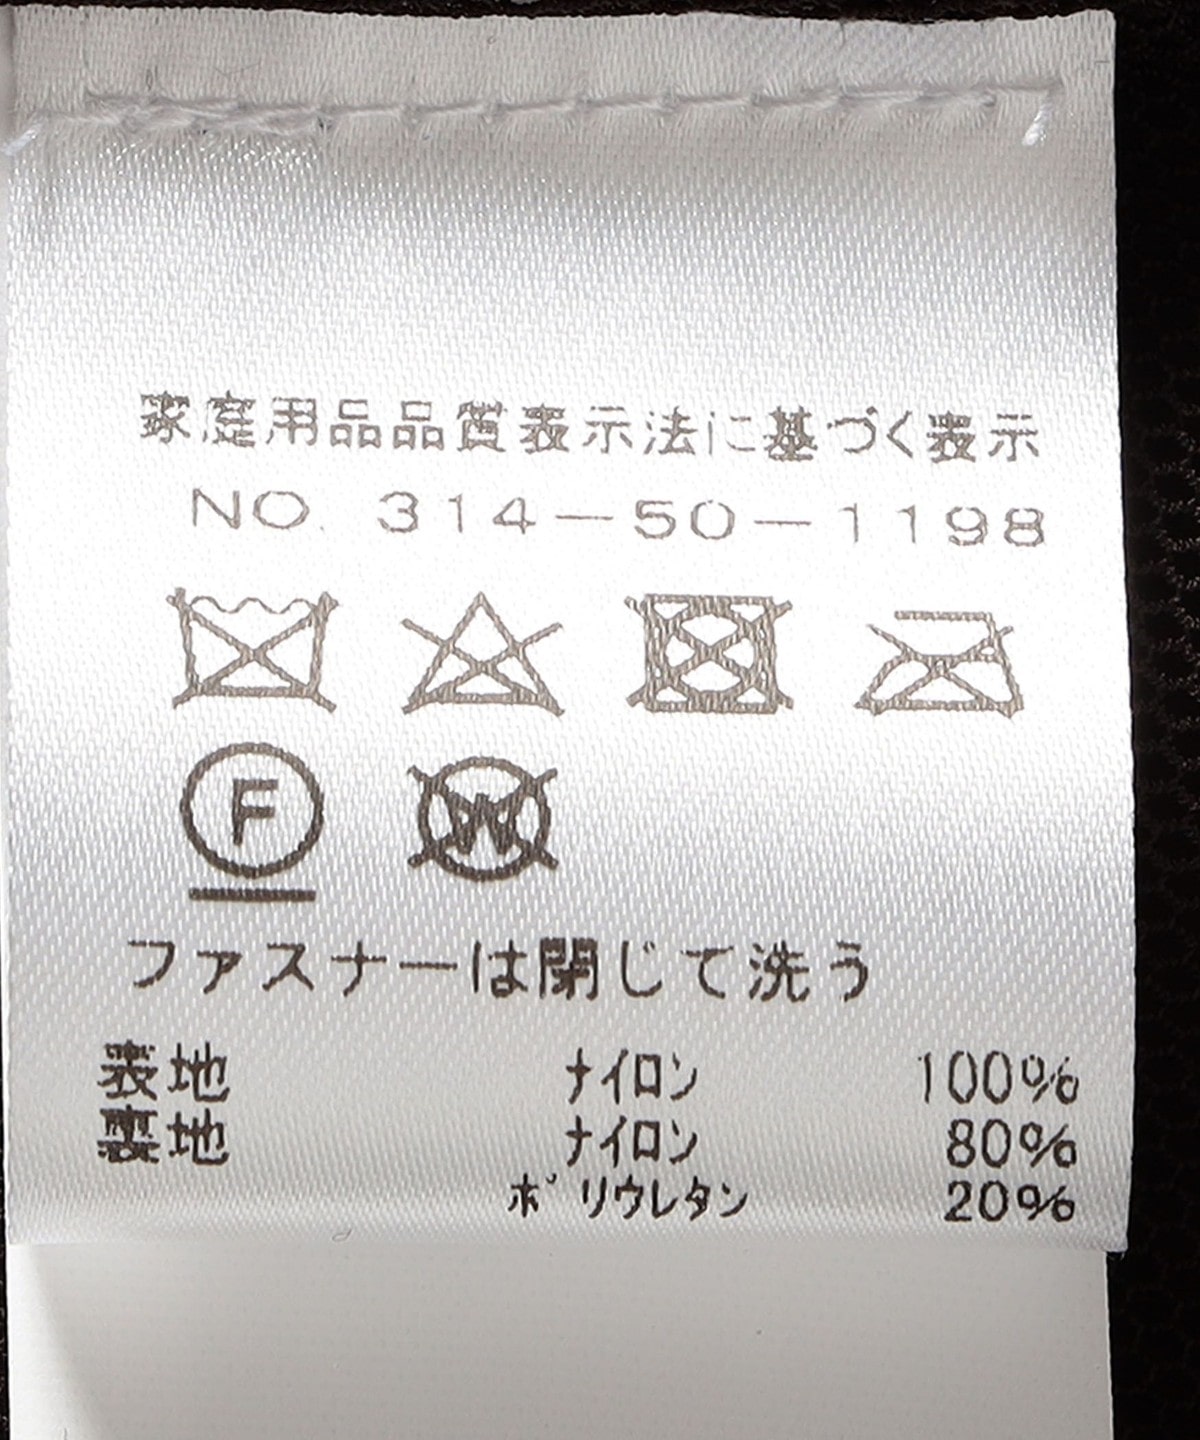 家庭用品品質表示法に基づく表示
NO. 314-50-1198
F W
ファスナーは閉じて洗う
表地 ナイロン 100%
裏地 ナイロン 80%
ポリウレタン 20%